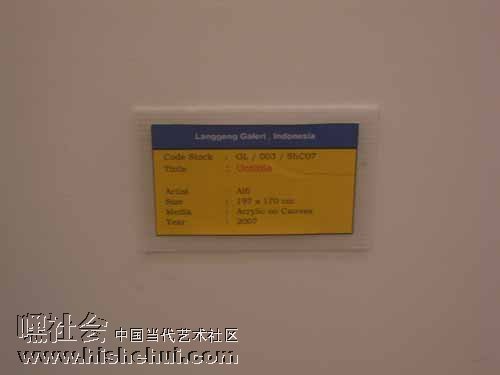 Langgeng Galeri , Indonesia
Code Stock : GL / 003 / ShC07
Tittle :
Artist : Alfi
Size : 197 x 170 cm
Media : Acrylic on Canvas
Year : 2007
嘿社会 中国当代艺术社区
www.hishehui.com